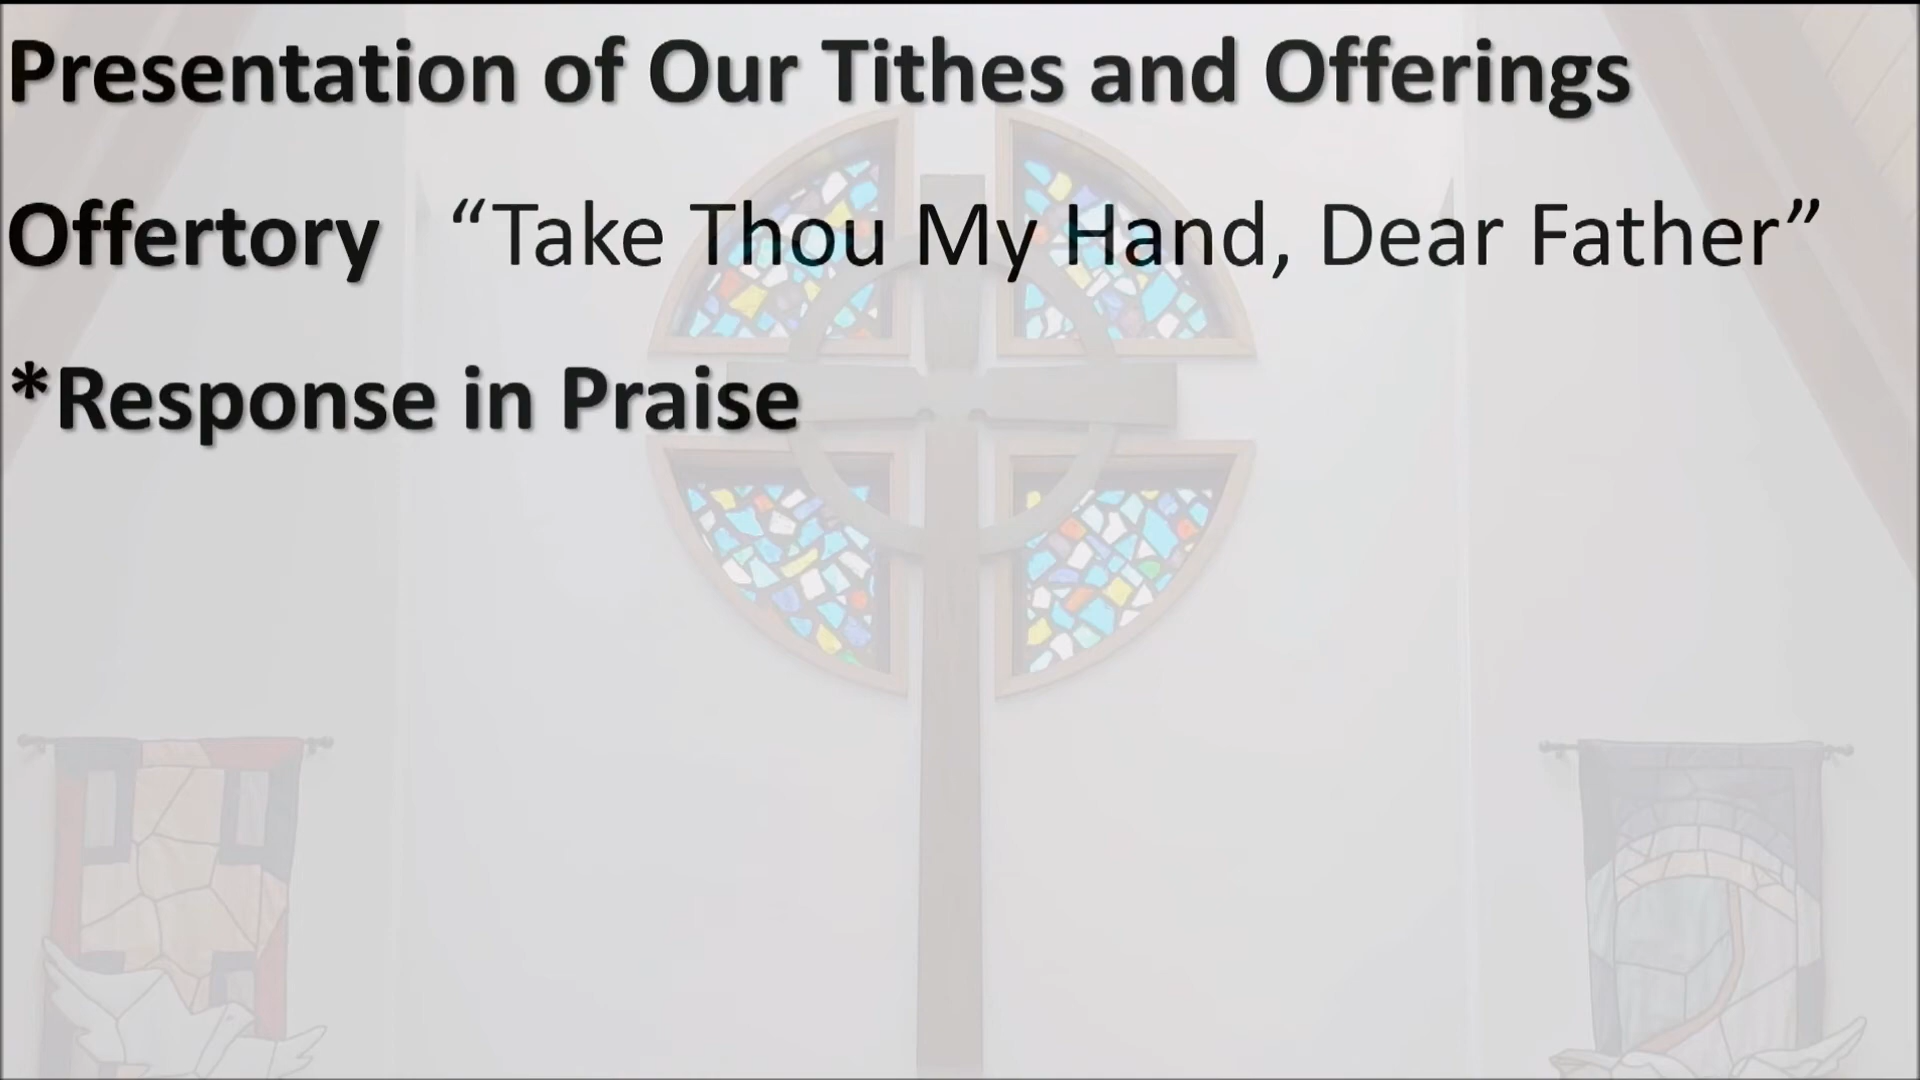 Presentation of Our Tithes and Offerings
Offertory “Take Thou My Hand, Dear Father”
*Response in Praise